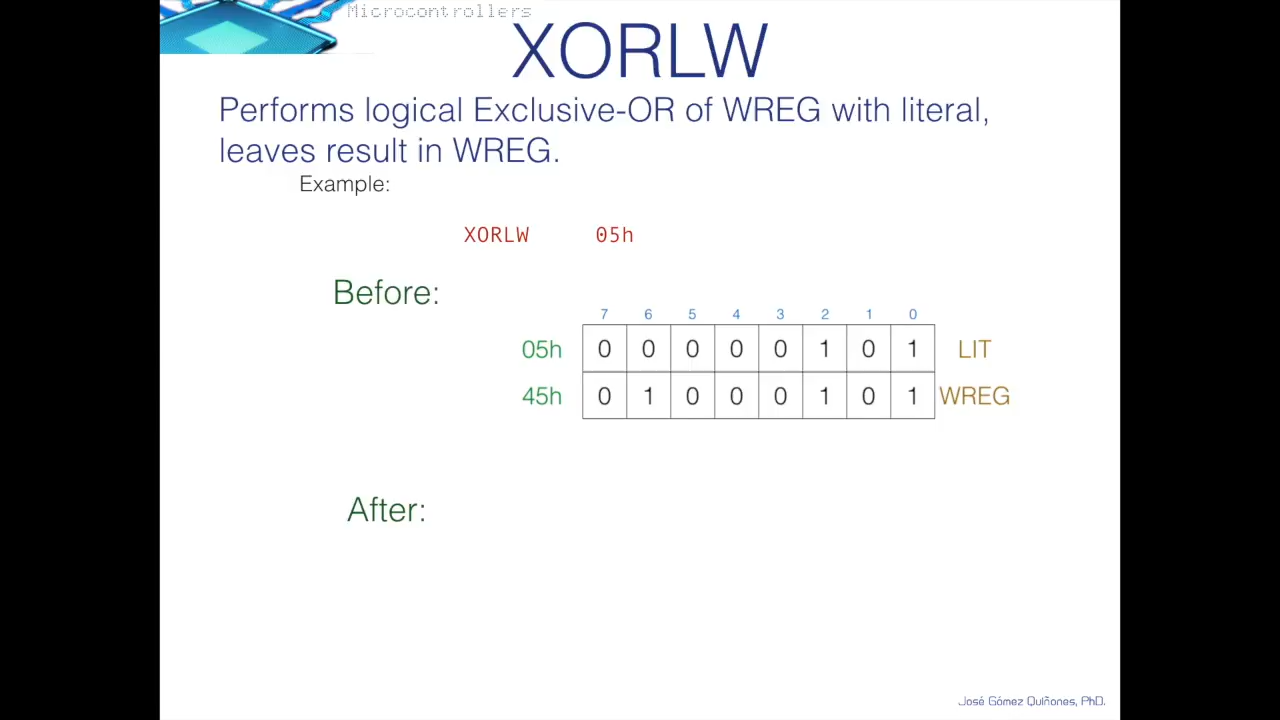 Microcontrollers
XORLW
Performs logical Exclusive-OR of WREG with literal,
leaves result in WREG.
Example:
XORLW 05h
Before:
7 6 5 4 3 2 1 0
05h 0 0 0 0 0 1 0 1 LIT
45h 0 1 0 0 0 1 0 1 WREG
After:
José Gómez Quiñones, PhD.